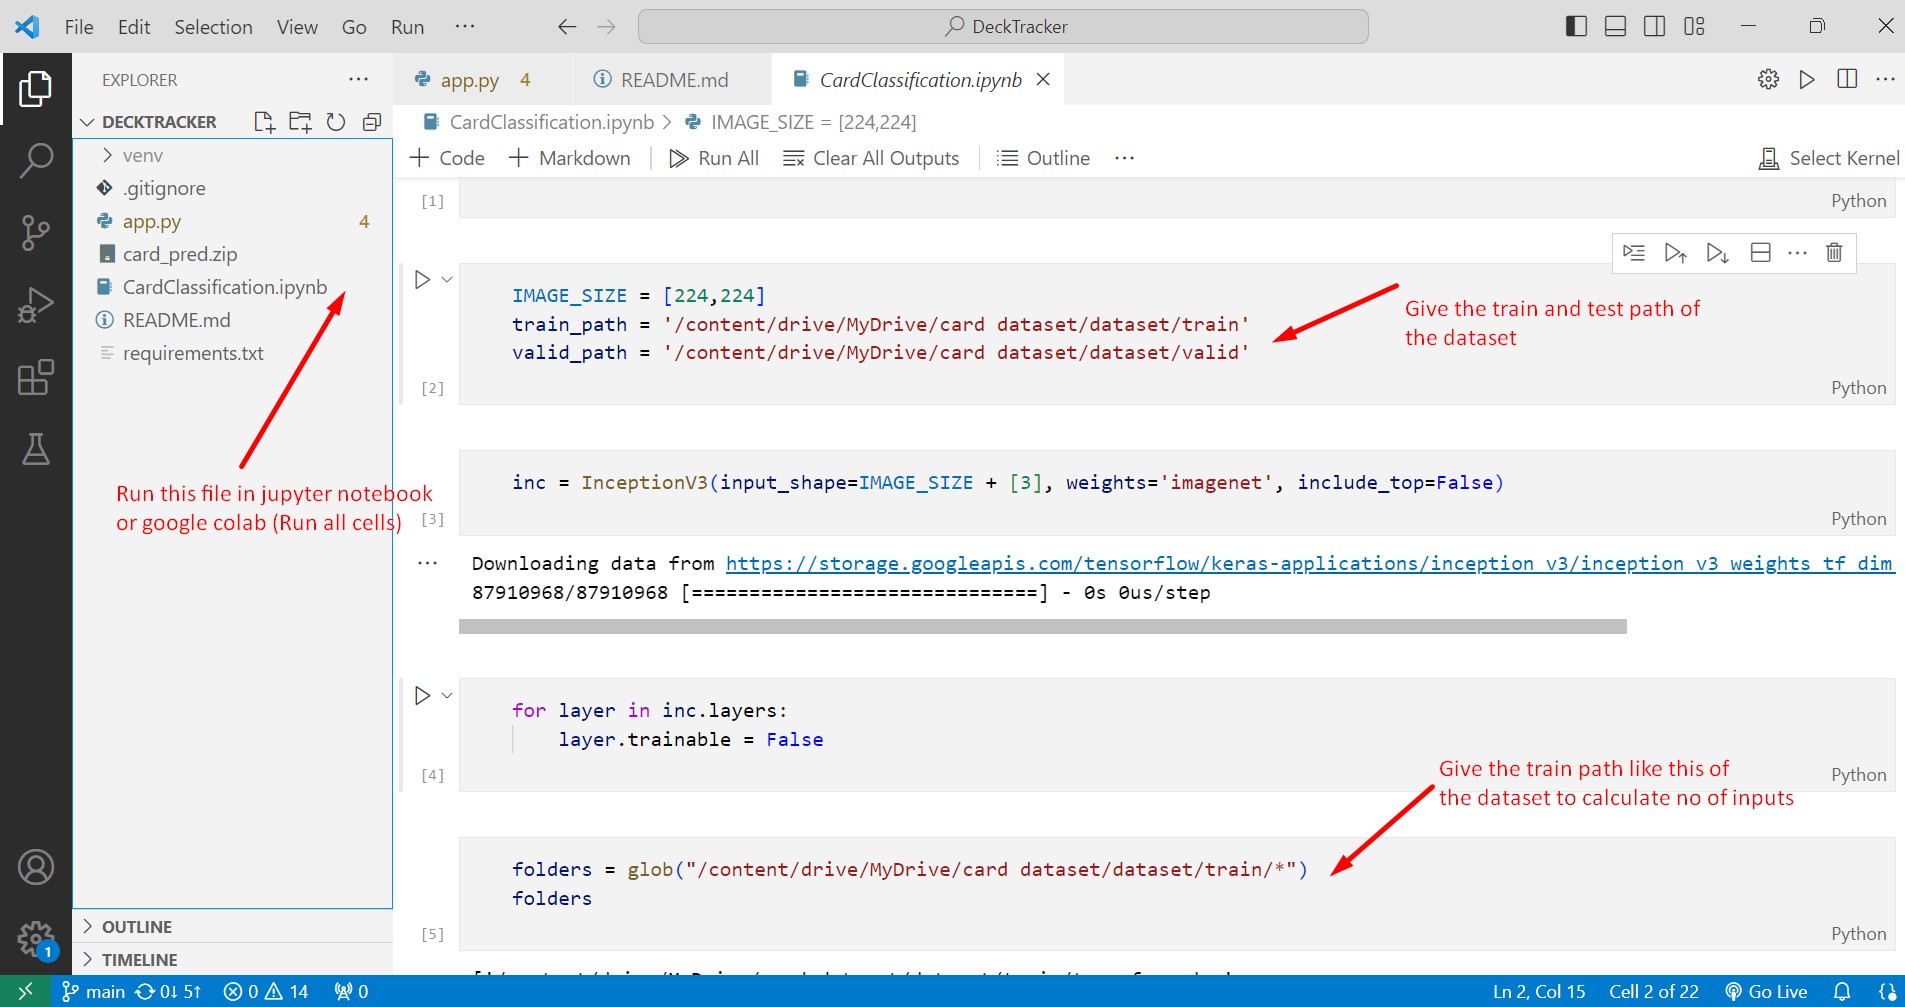 File Edit Selection View Go Run ··· DeckTracker
EXPLORER ···
DECKTRACKER
venv
.gitignore
app.py 4
card_pred.zip
CardClassification.ipynb
README.md
requirements.txt
Run this file in jupyter notebook
or google colab (Run all cells)
OUTLINE
TIMELINE
app.py 4 README.md CardClassification.ipynb
CardClassification.ipynb > IMAGE_SIZE = [224,224]
+ Code + Markdown Run All Clear All Outputs Outline ··· Select Kernel
[1] Python
IMAGE_SIZE = [224,224]
train_path = '/content/drive/MyDrive/card dataset/dataset/train'
valid_path = '/content/drive/MyDrive/card dataset/dataset/valid'
[2] Python
Give the train and test path of
the dataset
inc = InceptionV3(input_shape=IMAGE_SIZE + [3], weights='imagenet', include_top=False)
[3] Python
··· Downloading data from https://storage.googleapis.com/tensorflow/keras-applications/inception_v3/inception_v3_weights_tf_dim
87910968/87910968 [==============================] - 0s 0us/step
for layer in inc.layers:
layer.trainable = False
[4] Python
Give the train path like this of
the dataset to calculate no of inputs
folders = glob("/content/drive/MyDrive/card dataset/dataset/train/*")
folders
[5] Python
1
main 0↓ 5↑ 0 14 0 Ln 2, Col 15 Cell 2 of 22 Go Live